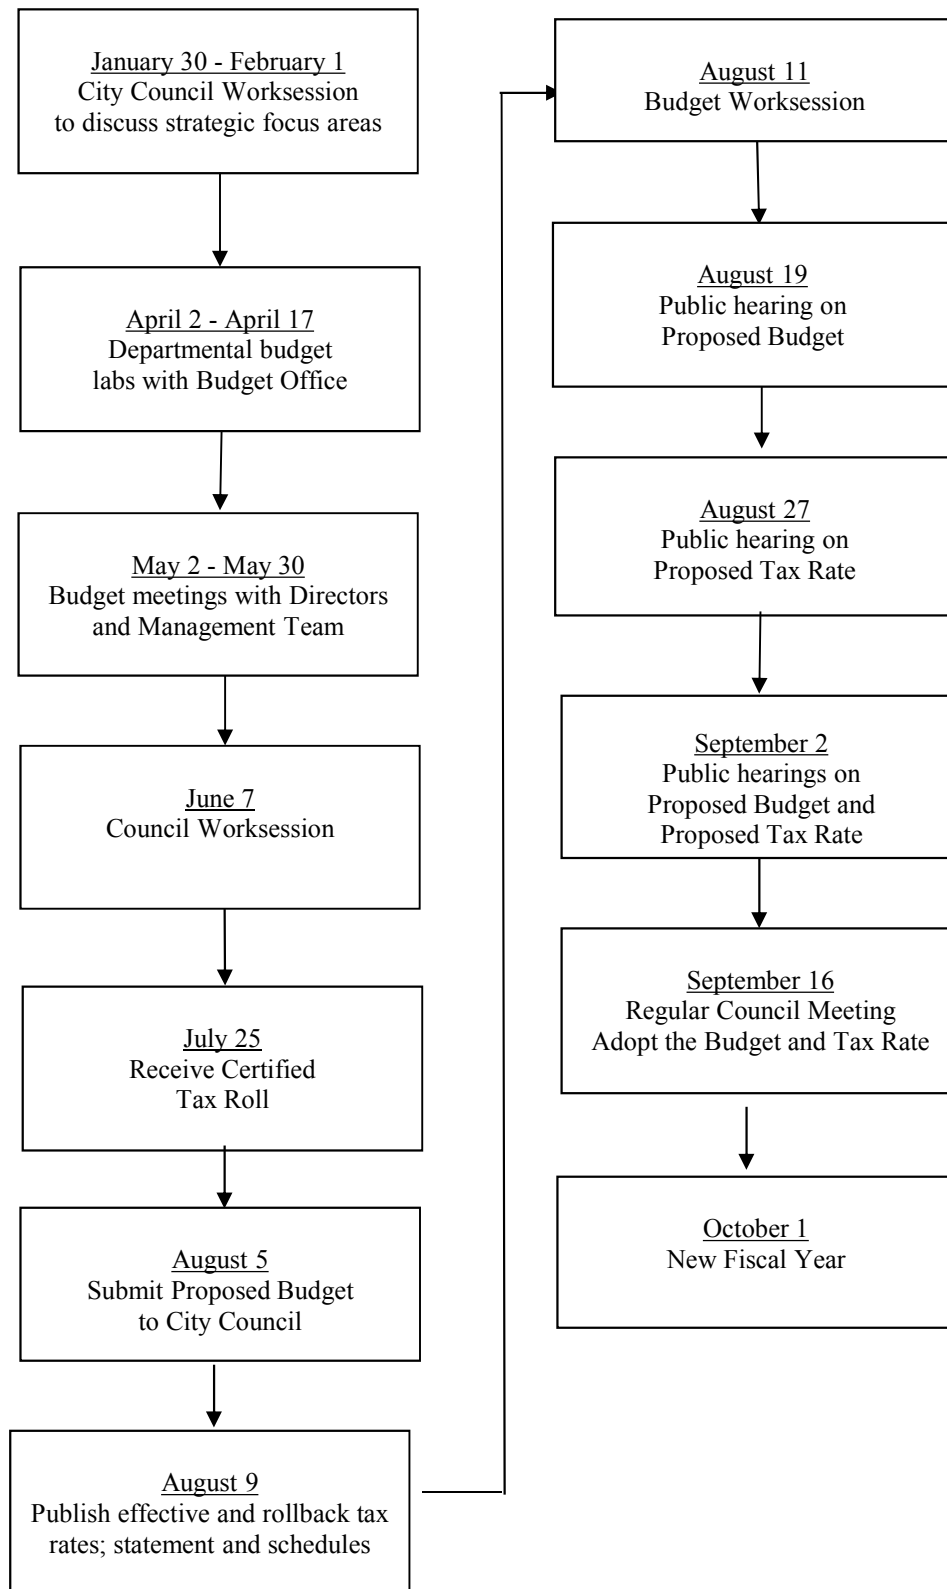 January 30 - February 1
City Council Worksession
to discuss strategic focus areas
April 2 - April 17
Departmental budget
labs with Budget Office
May 2 - May 30
Budget meetings with Directors
and Management Team
June 7
Council Worksession
July 25
Receive Certified
Tax Roll
August 5
Submit Proposed Budget
to City Council
August 9
Publish effective and rollback tax
rates; statement and schedules
August 11
Budget Worksession
August 19
Public hearing on
Proposed Budget
August 27
Public hearing on
Proposed Tax Rate
September 2
Public hearings on
Proposed Budget and
Proposed Tax Rate
September 16
Regular Council Meeting
Adopt the Budget and Tax Rate
October 1
New Fiscal Year